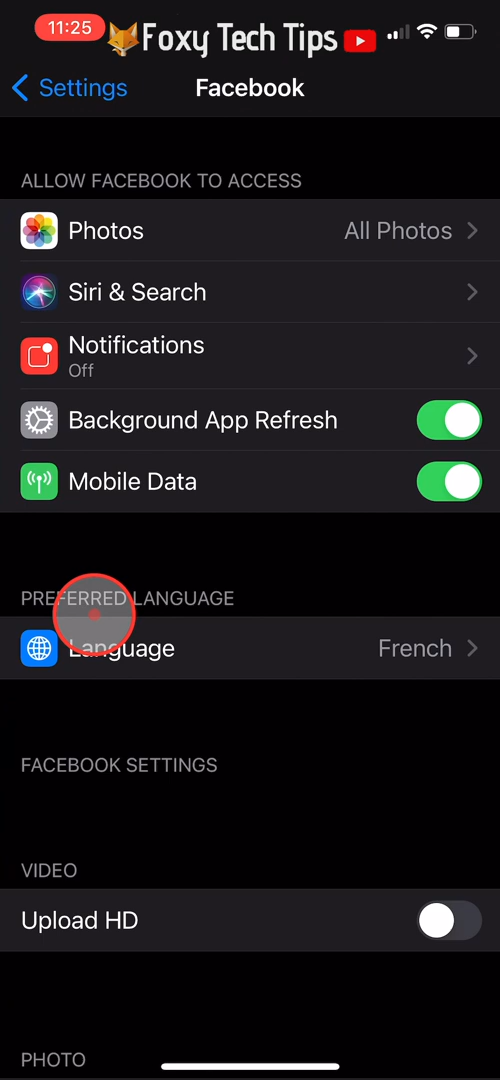 11:25
Foxy Tech Tips
Settings
Facebook
ALLOW FACEBOOK TO ACCESS
Photos
All Photos
Siri & Search
Notifications
Off
Background App Refresh
Mobile Data
PREFERRED LANGUAGE
Language
French
FACEBOOK SETTINGS
VIDEO
Upload HD
PHOTO